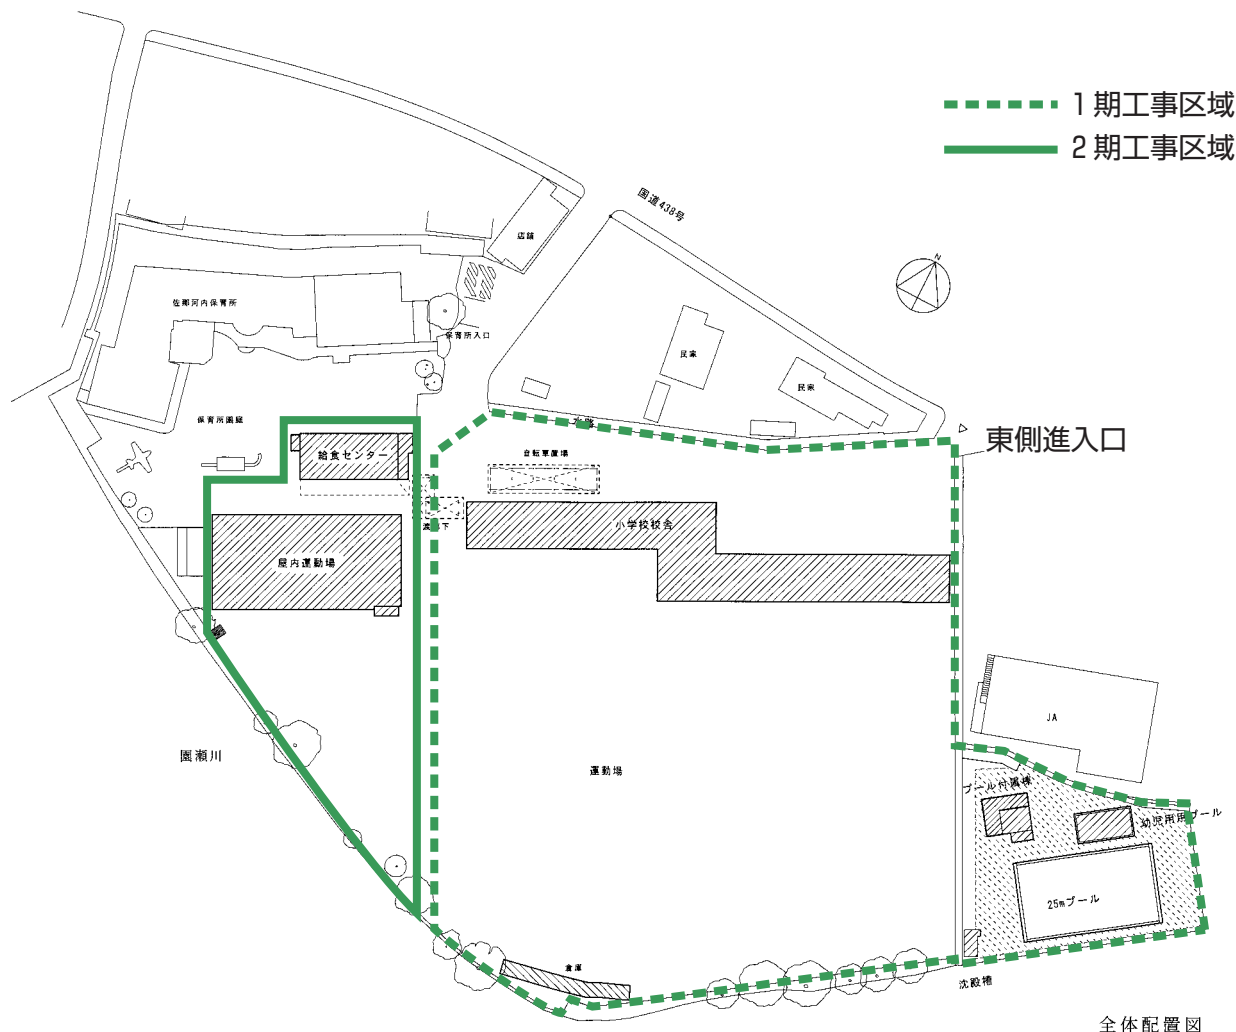 1期工事区域
2期工事区域
国道438号
店舗
N
佐那河内保育所
保育所入口
民家
民家
保育所園庭
水路
東側進入口
給食センター
自転車置場
渡廊下
小学校校舎
屋内運動場
JA
園瀬川
運動場
プール付属棟
幼児用プール
25mプール
倉庫
沈殿槽
全体配置図